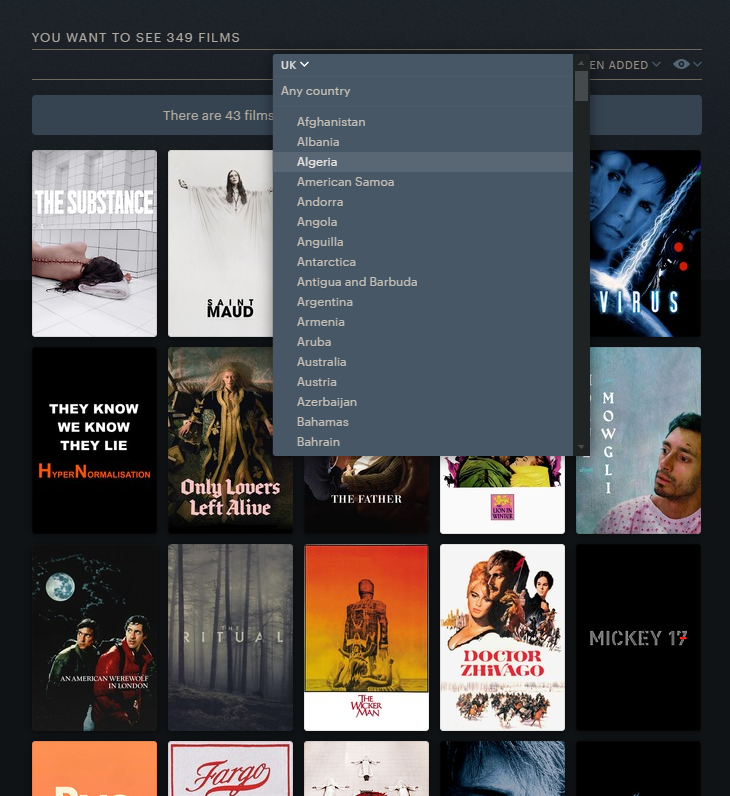 YOU WANT TO SEE 349 FILMS
UK
EN ADDED
Any country
There are 43 films
Afghanistan
Albania
Algeria
American Samoa
Andorra
Angola
Anguilla
Antarctica
Antigua and Barbuda
Argentina
Armenia
Aruba
Australia
Austria
Azerbaijan
Bahamas
Bahrain
THE SUBSTANCE
SAINT
MAUD
VIRUS
THEY KNOW
WE KNOW
THEY LIE
HYPERNORMALISATION
Only Lovers
Left Alive
THE FATHER
THE
LION IN
WINTER
MOWGLI
AN AMERICAN WEREWOLF
IN LONDON
THE
RITUAL
THE
WICKER
MAN
DOCTOR
ZHiVAGO
MICKEY 17
Fargo